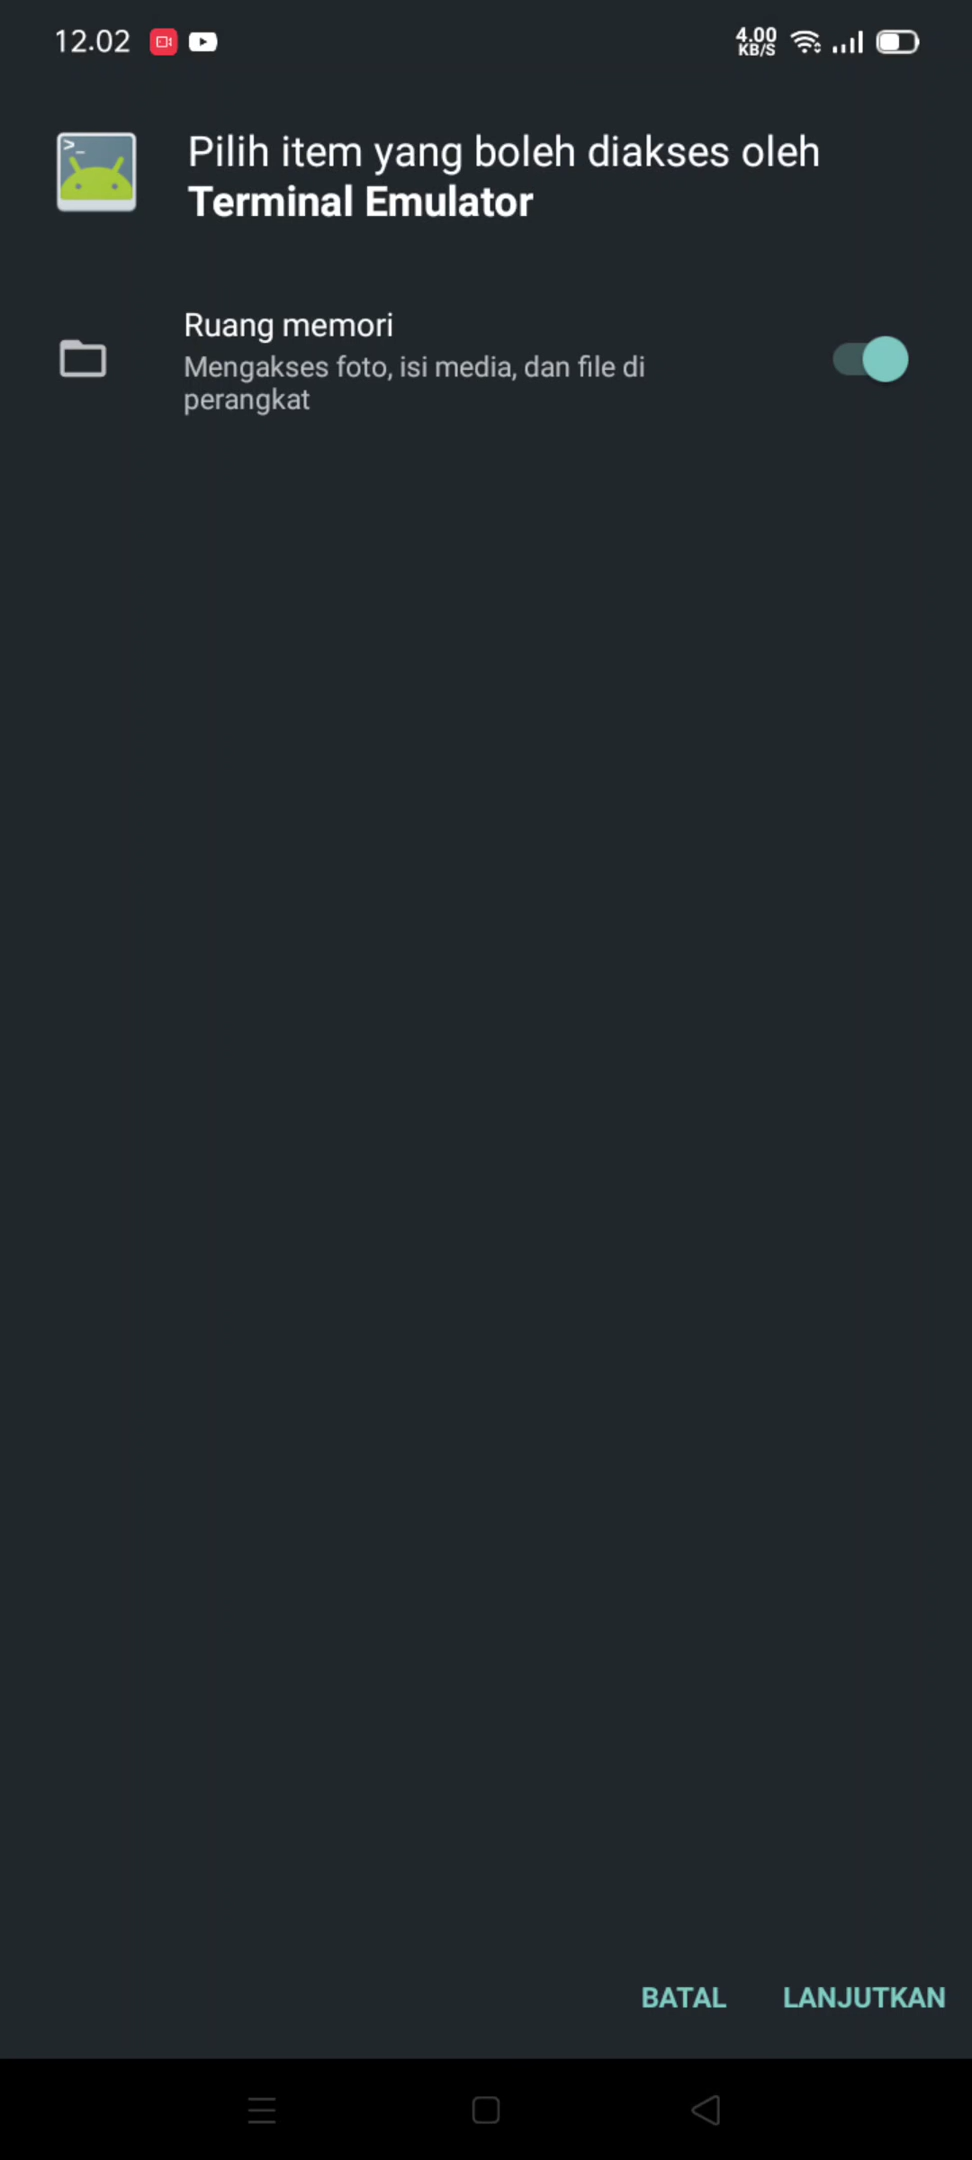 12.02
4.00
KB/S
>_
Pilih item yang boleh diakses oleh
Terminal Emulator
Ruang memori
Mengakses foto, isi media, dan file di
perangkat
BATAL LANJUTKAN